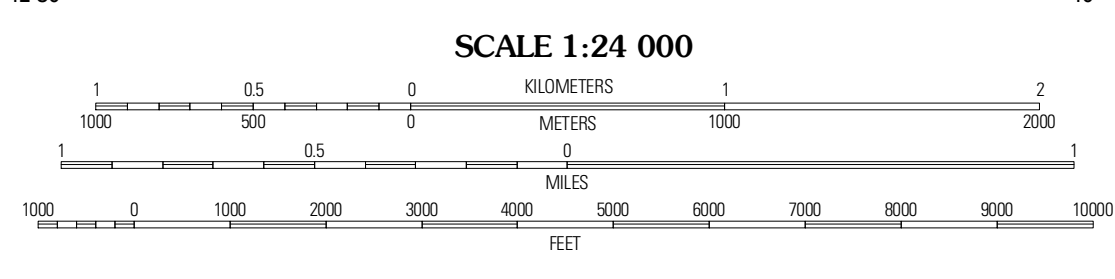 SCALE 1:24 000
1 0.5 0 KILOMETERS 1 2
1000 500 0 METERS 1000 2000
1 0.5 0 1
MILES
1000 0 1000 2000 3000 4000 5000 6000 7000 8000 9000 10000
FEET